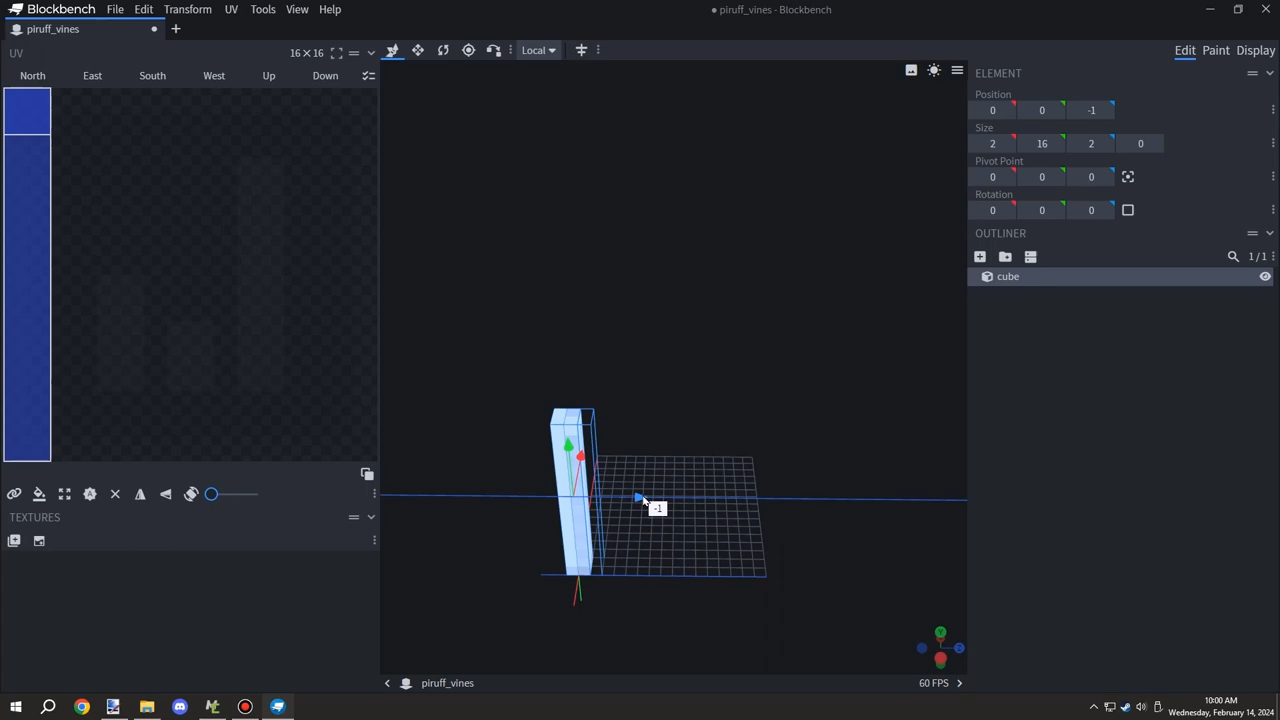 Blockbench File Edit Transform UV Tools View Help
piruff_vines - Blockbench
piruff_vines
UV 16×16
Local
Edit Paint Display
North East South West Up Down
ELEMENT
Position
0 0 -1
Size
2 16 2 0
Pivot Point
0 0 0
Rotation
0 0 0
OUTLINER
1/1
cube
-1
TEXTURES
Y
Z
piruff_vines
60 FPS
10:00 AM
Wednesday, February 14, 2024